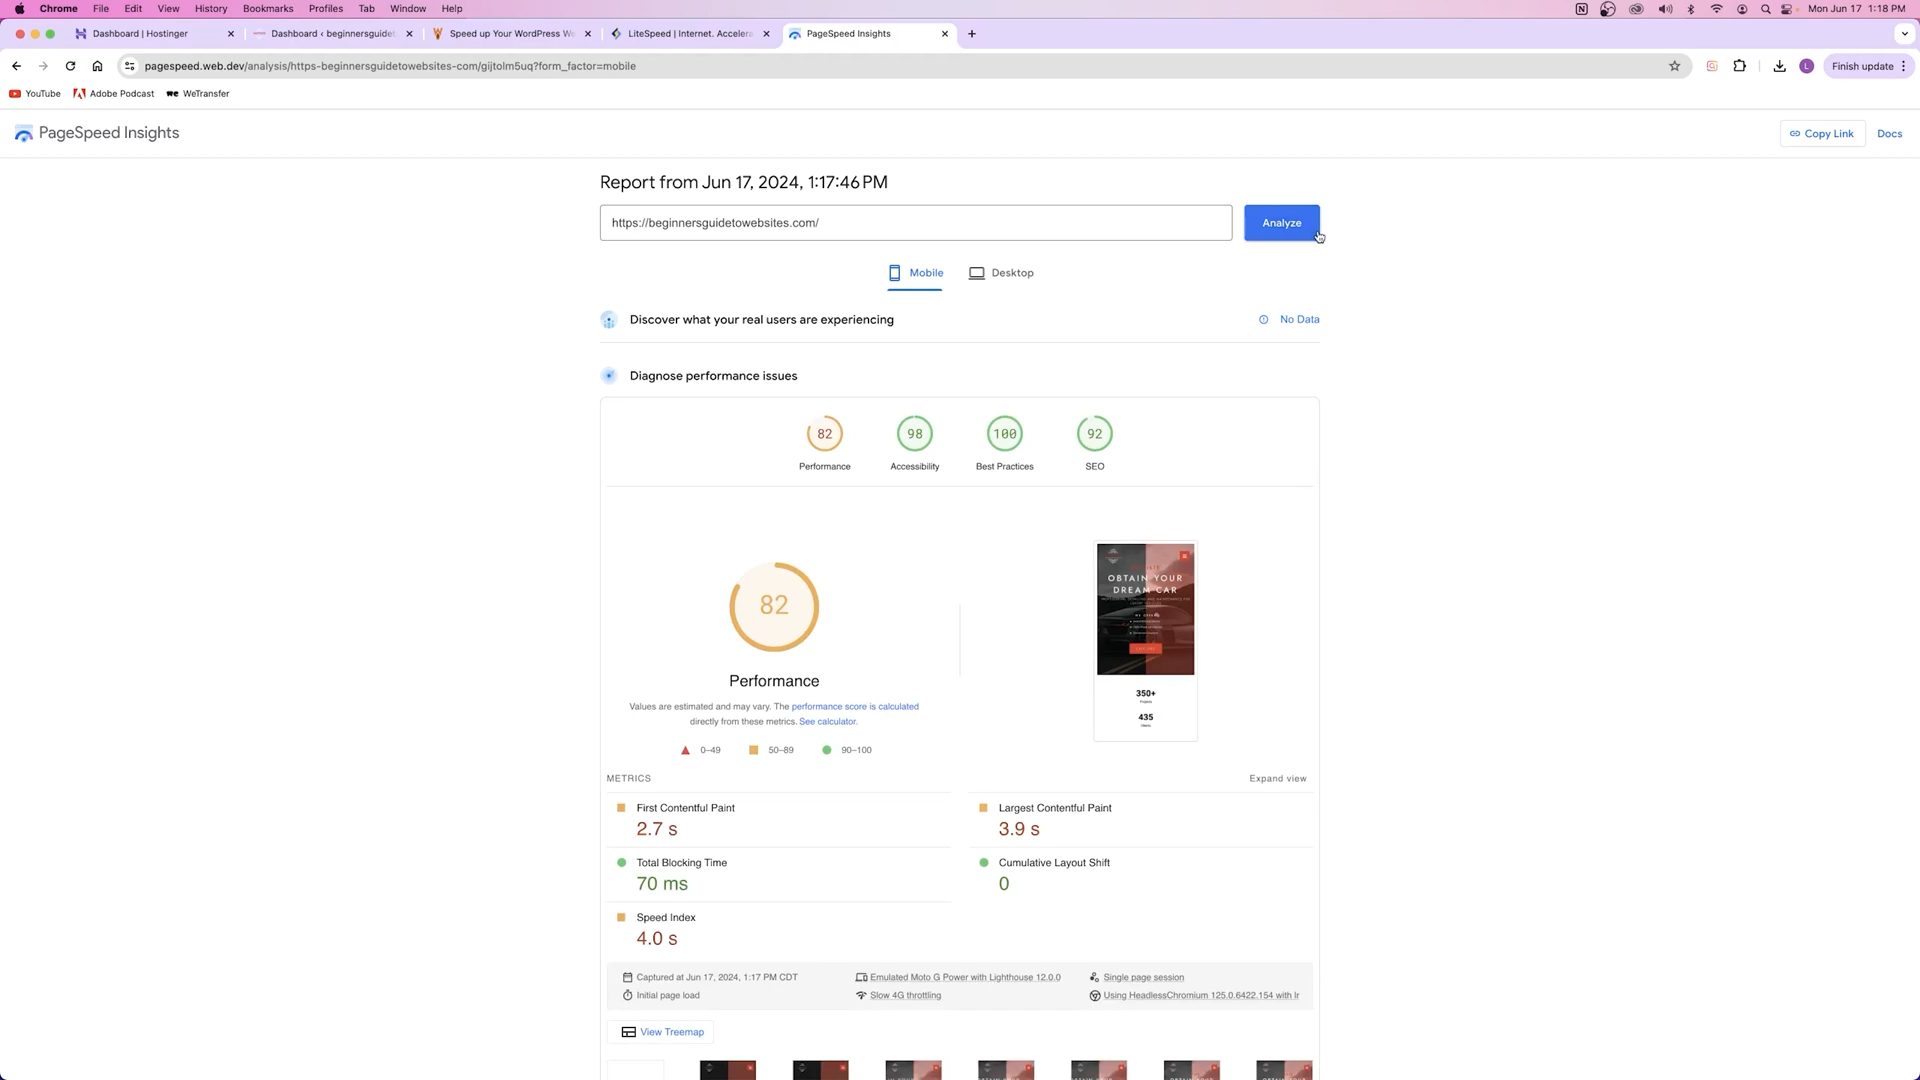 Chrome File Edit View History Bookmarks Profiles Tab Window Help
Mon Jun 17 1:18 PM
Dashboard | Hostinger
Dashboard ‹ beginnersguidet
Speed up Your WordPress We
LiteSpeed | Internet. Accelera
PageSpeed Insights
pagespeed.web.dev/analysis/https-beginnersguidetowebsites-com/gijtolm5uq?form_factor=mobile
L
Finish update
YouTube
Adobe Podcast
WeTransfer
PageSpeed Insights
Copy Link
Docs
Report from Jun 17, 2024, 1:17:46 PM
https://beginnersguidetowebsites.com/
Analyze
Mobile
Desktop
Discover what your real users are experiencing
No Data
Diagnose performance issues
82 98 100 92
Performance Accessibility Best Practices SEO
82
Performance
Values are estimated and may vary. The performance score is calculated
directly from these metrics. See calculator.
0–49 50–89 90–100
OBTAIN YOUR
DREAM CAR
350+
435
METRICS
Expand view
First Contentful Paint
2.7 s
Largest Contentful Paint
3.9 s
Total Blocking Time
70 ms
Cumulative Layout Shift
0
Speed Index
4.0 s
Captured at Jun 17, 2024, 1:17 PM CDT
Emulated Moto G Power with Lighthouse 12.0.0
Single page session
Initial page load
Slow 4G throttling
Using HeadlessChromium 125.0.6422.154 with lr
View Treemap